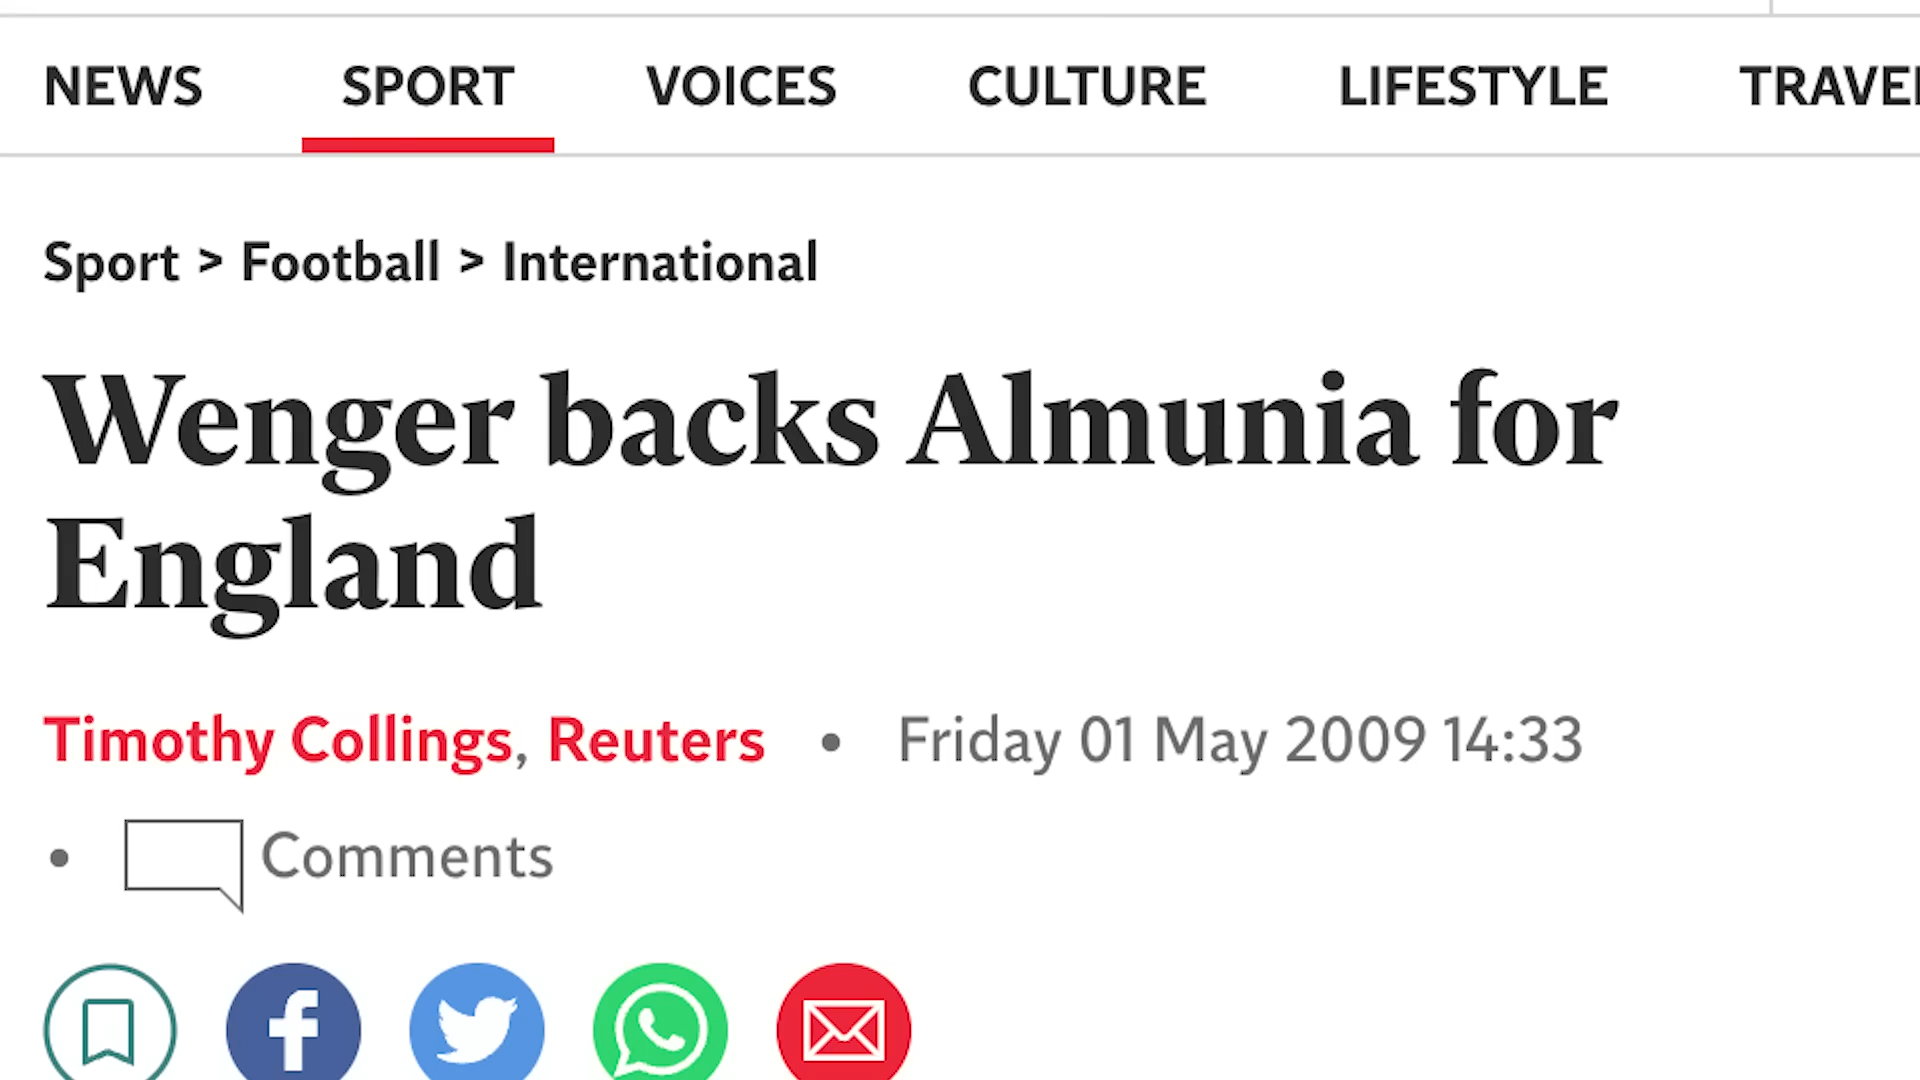 NEWS SPORT VOICES CULTURE LIFESTYLE
Sport > Football > International
Wenger backs Almunia for
England
Timothy Collings, Reuters • Friday 01 May 2009 14:33
• Comments